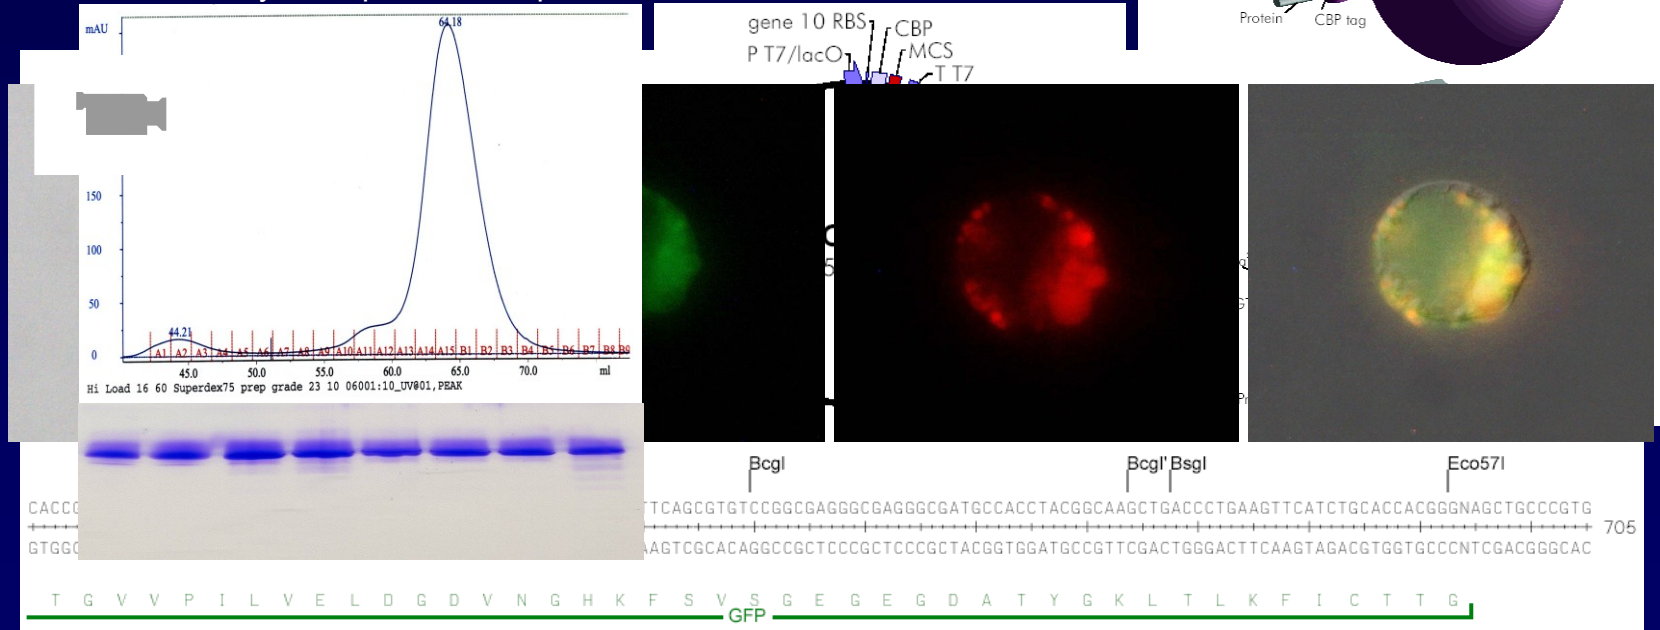 mAU
64.18
150
100
50
0
44.21
A1 A2 A3 A4 A5 A6 A7 A8 A9 A10 A11 A12 A13 A14 A15 B1 B2 B3 B4 B5 B6 B7 B8 B9
45.0 50.0 55.0 60.0 65.0 70.0 ml
Hi Load 16 60 Superdex75 prep grade 23 10 06001:10_UV@01,PEAK
gene 10 RBS
CBP
P T7/lacO
MCS
T T7
Protein
CBP tag
BcgI
BcgI' BsgI
Eco57I
CACC
TTCAGCGTGTCCGGCGAGGGCGAGGGCGATGCCACCTACGGCAAGCTGACCCTGAAGTTCATCTGCACCACGGGNAGCTGCCCGTG
705
GTGG
AAGTCGCACAGGCCGCTCCCGCTCCCGCTACGGTGGATGCCGTTCGACTGGGACTTCAAGTAGACGTGGTGCCCNTCGACGGGCAC
T G V V P I L V E L D G D V N G H K F S V S G E G E G D A T Y G K L T L K F I C T T G
GFP